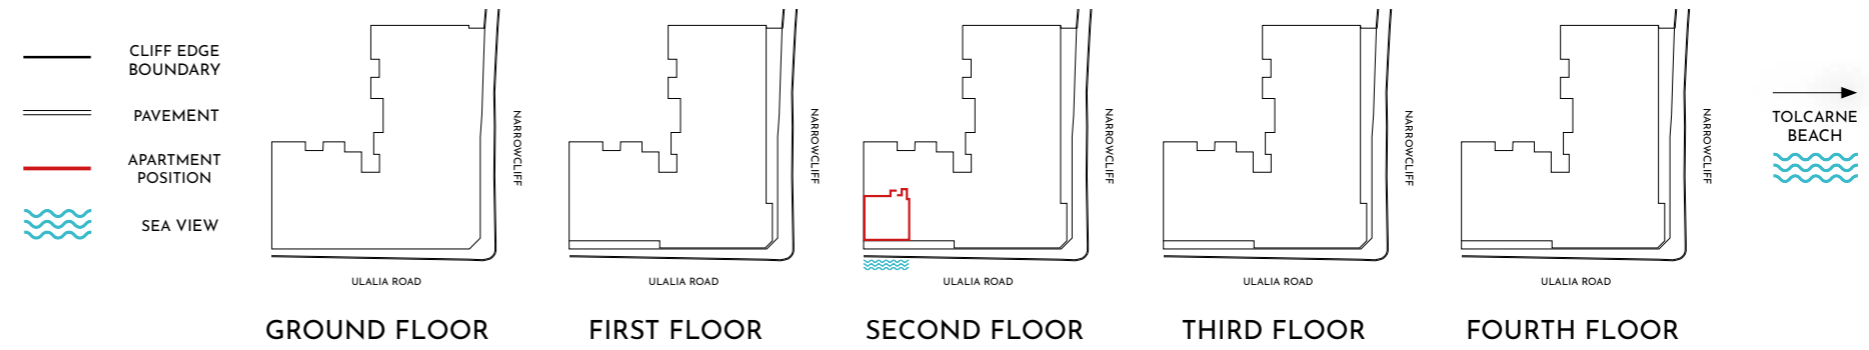 CLIFF EDGE
BOUNDARY
PAVEMENT
APARTMENT
POSITION
SEA VIEW
NARROWCLIFF
ULALIA ROAD
GROUND FLOOR
NARROWCLIFF
ULALIA ROAD
FIRST FLOOR
NARROWCLIFF
ULALIA ROAD
SECOND FLOOR
NARROWCLIFF
ULALIA ROAD
THIRD FLOOR
NARROWCLIFF
ULALIA ROAD
FOURTH FLOOR
TOLCARNE
BEACH